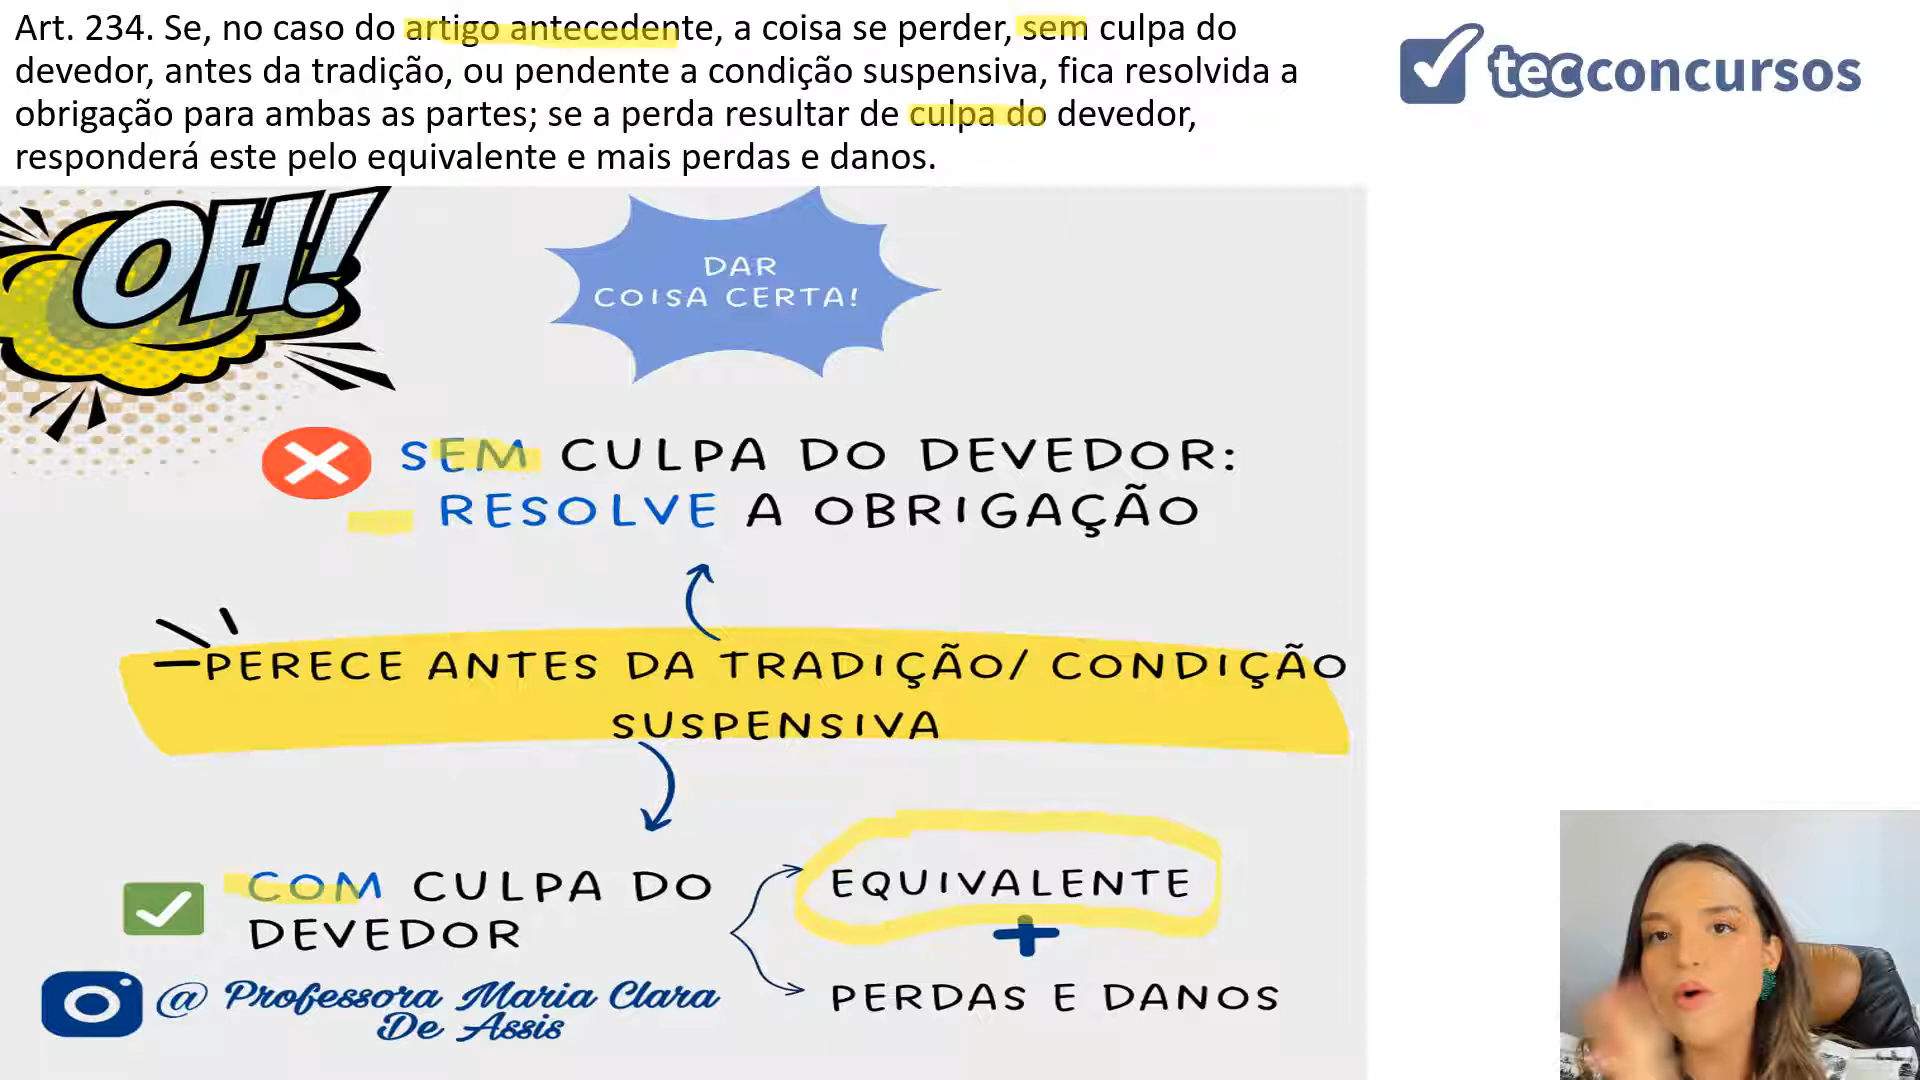 Art. 234. Se, no caso do artigo antecedente, a coisa se perder, sem culpa do
devedor, antes da tradição, ou pendente a condição suspensiva, fica resolvida a
obrigação para ambas as partes; se a perda resultar de culpa do devedor,
responderá este pelo equivalente e mais perdas e danos.
tecconcursos
OH!
DAR
COISA CERTA!
SEM CULPA DO DEVEDOR:
RESOLVE A OBRIGAÇÃO
PERECE ANTES DA TRADIÇÃO/ CONDIÇÃO
SUSPENSIVA
COM CULPA DO
DEVEDOR
EQUIVALENTE
+
PERDAS E DANOS
@ Professora Maria Clara
De Assis